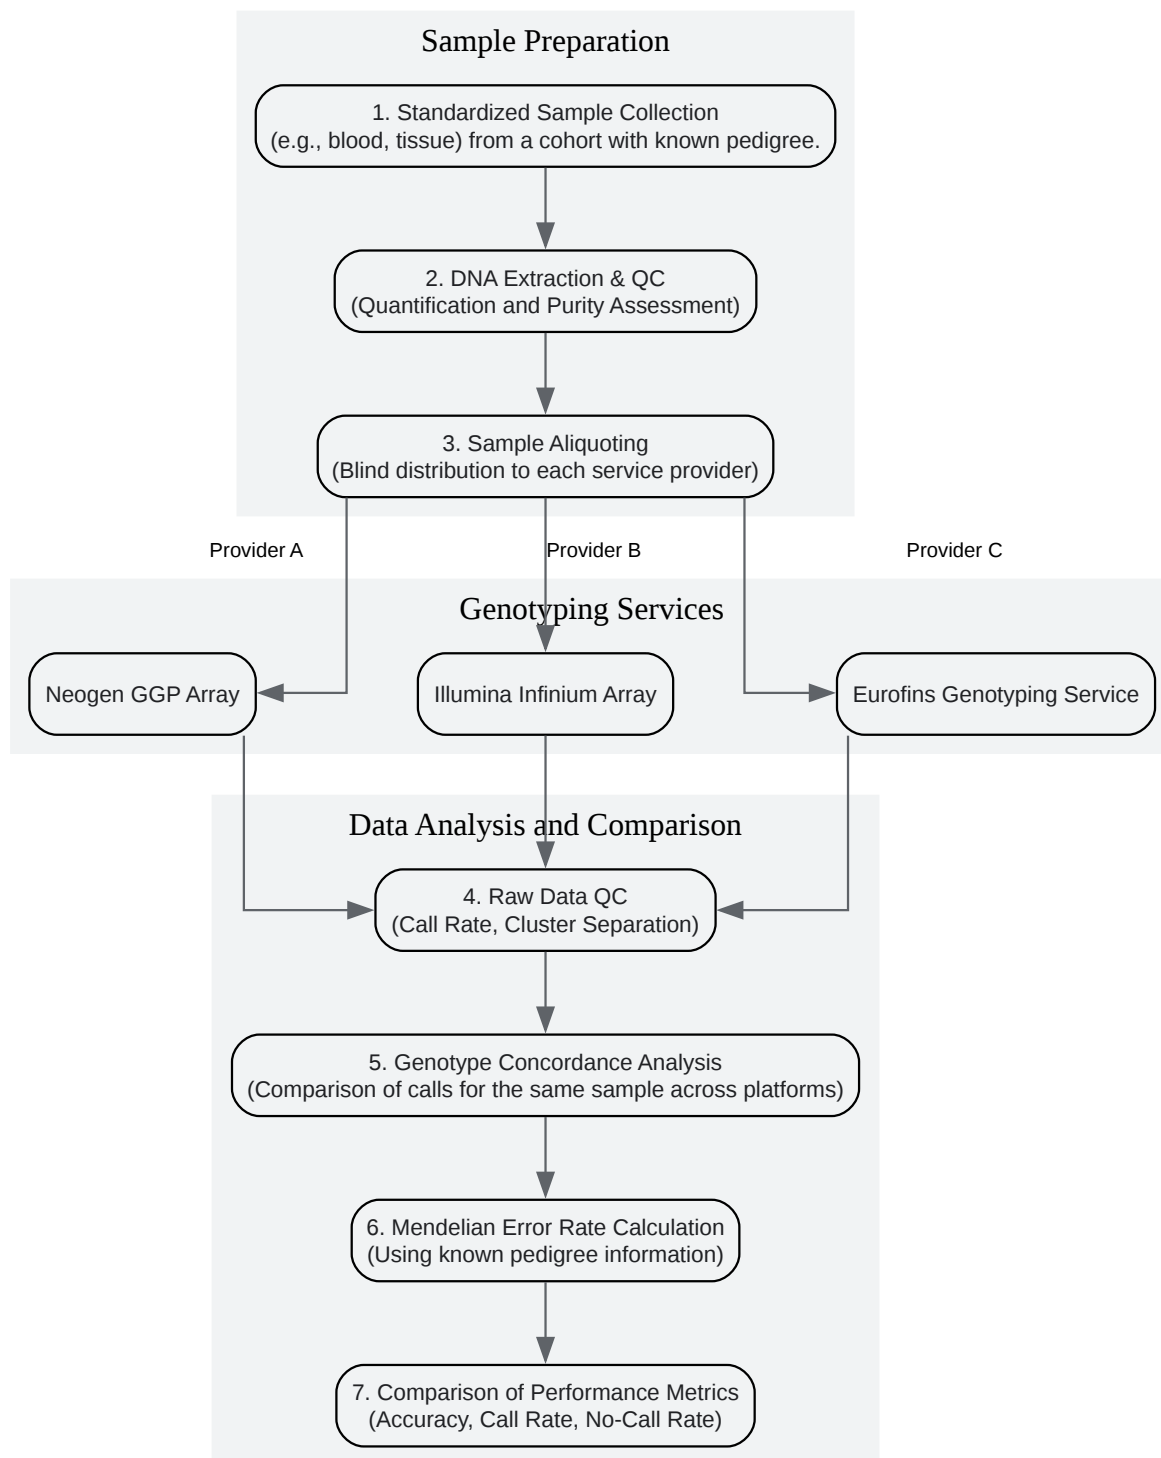 Sample Preparation
1. Standardized Sample Collection
(e.g., blood, tissue) from a cohort with known pedigree.
2. DNA Extraction & QC
(Quantification and Purity Assessment)
3. Sample Aliquoting
(Blind distribution to each service provider)
Provider A
Provider B
Provider C
Genotyping Services
Neogen GGP Array
Illumina Infinium Array
Eurofins Genotyping Service
Data Analysis and Comparison
4. Raw Data QC
(Call Rate, Cluster Separation)
5. Genotype Concordance Analysis
(Comparison of calls for the same sample across platforms)
6. Mendelian Error Rate Calculation
(Using known pedigree information)
7. Comparison of Performance Metrics
(Accuracy, Call Rate, No-Call Rate)